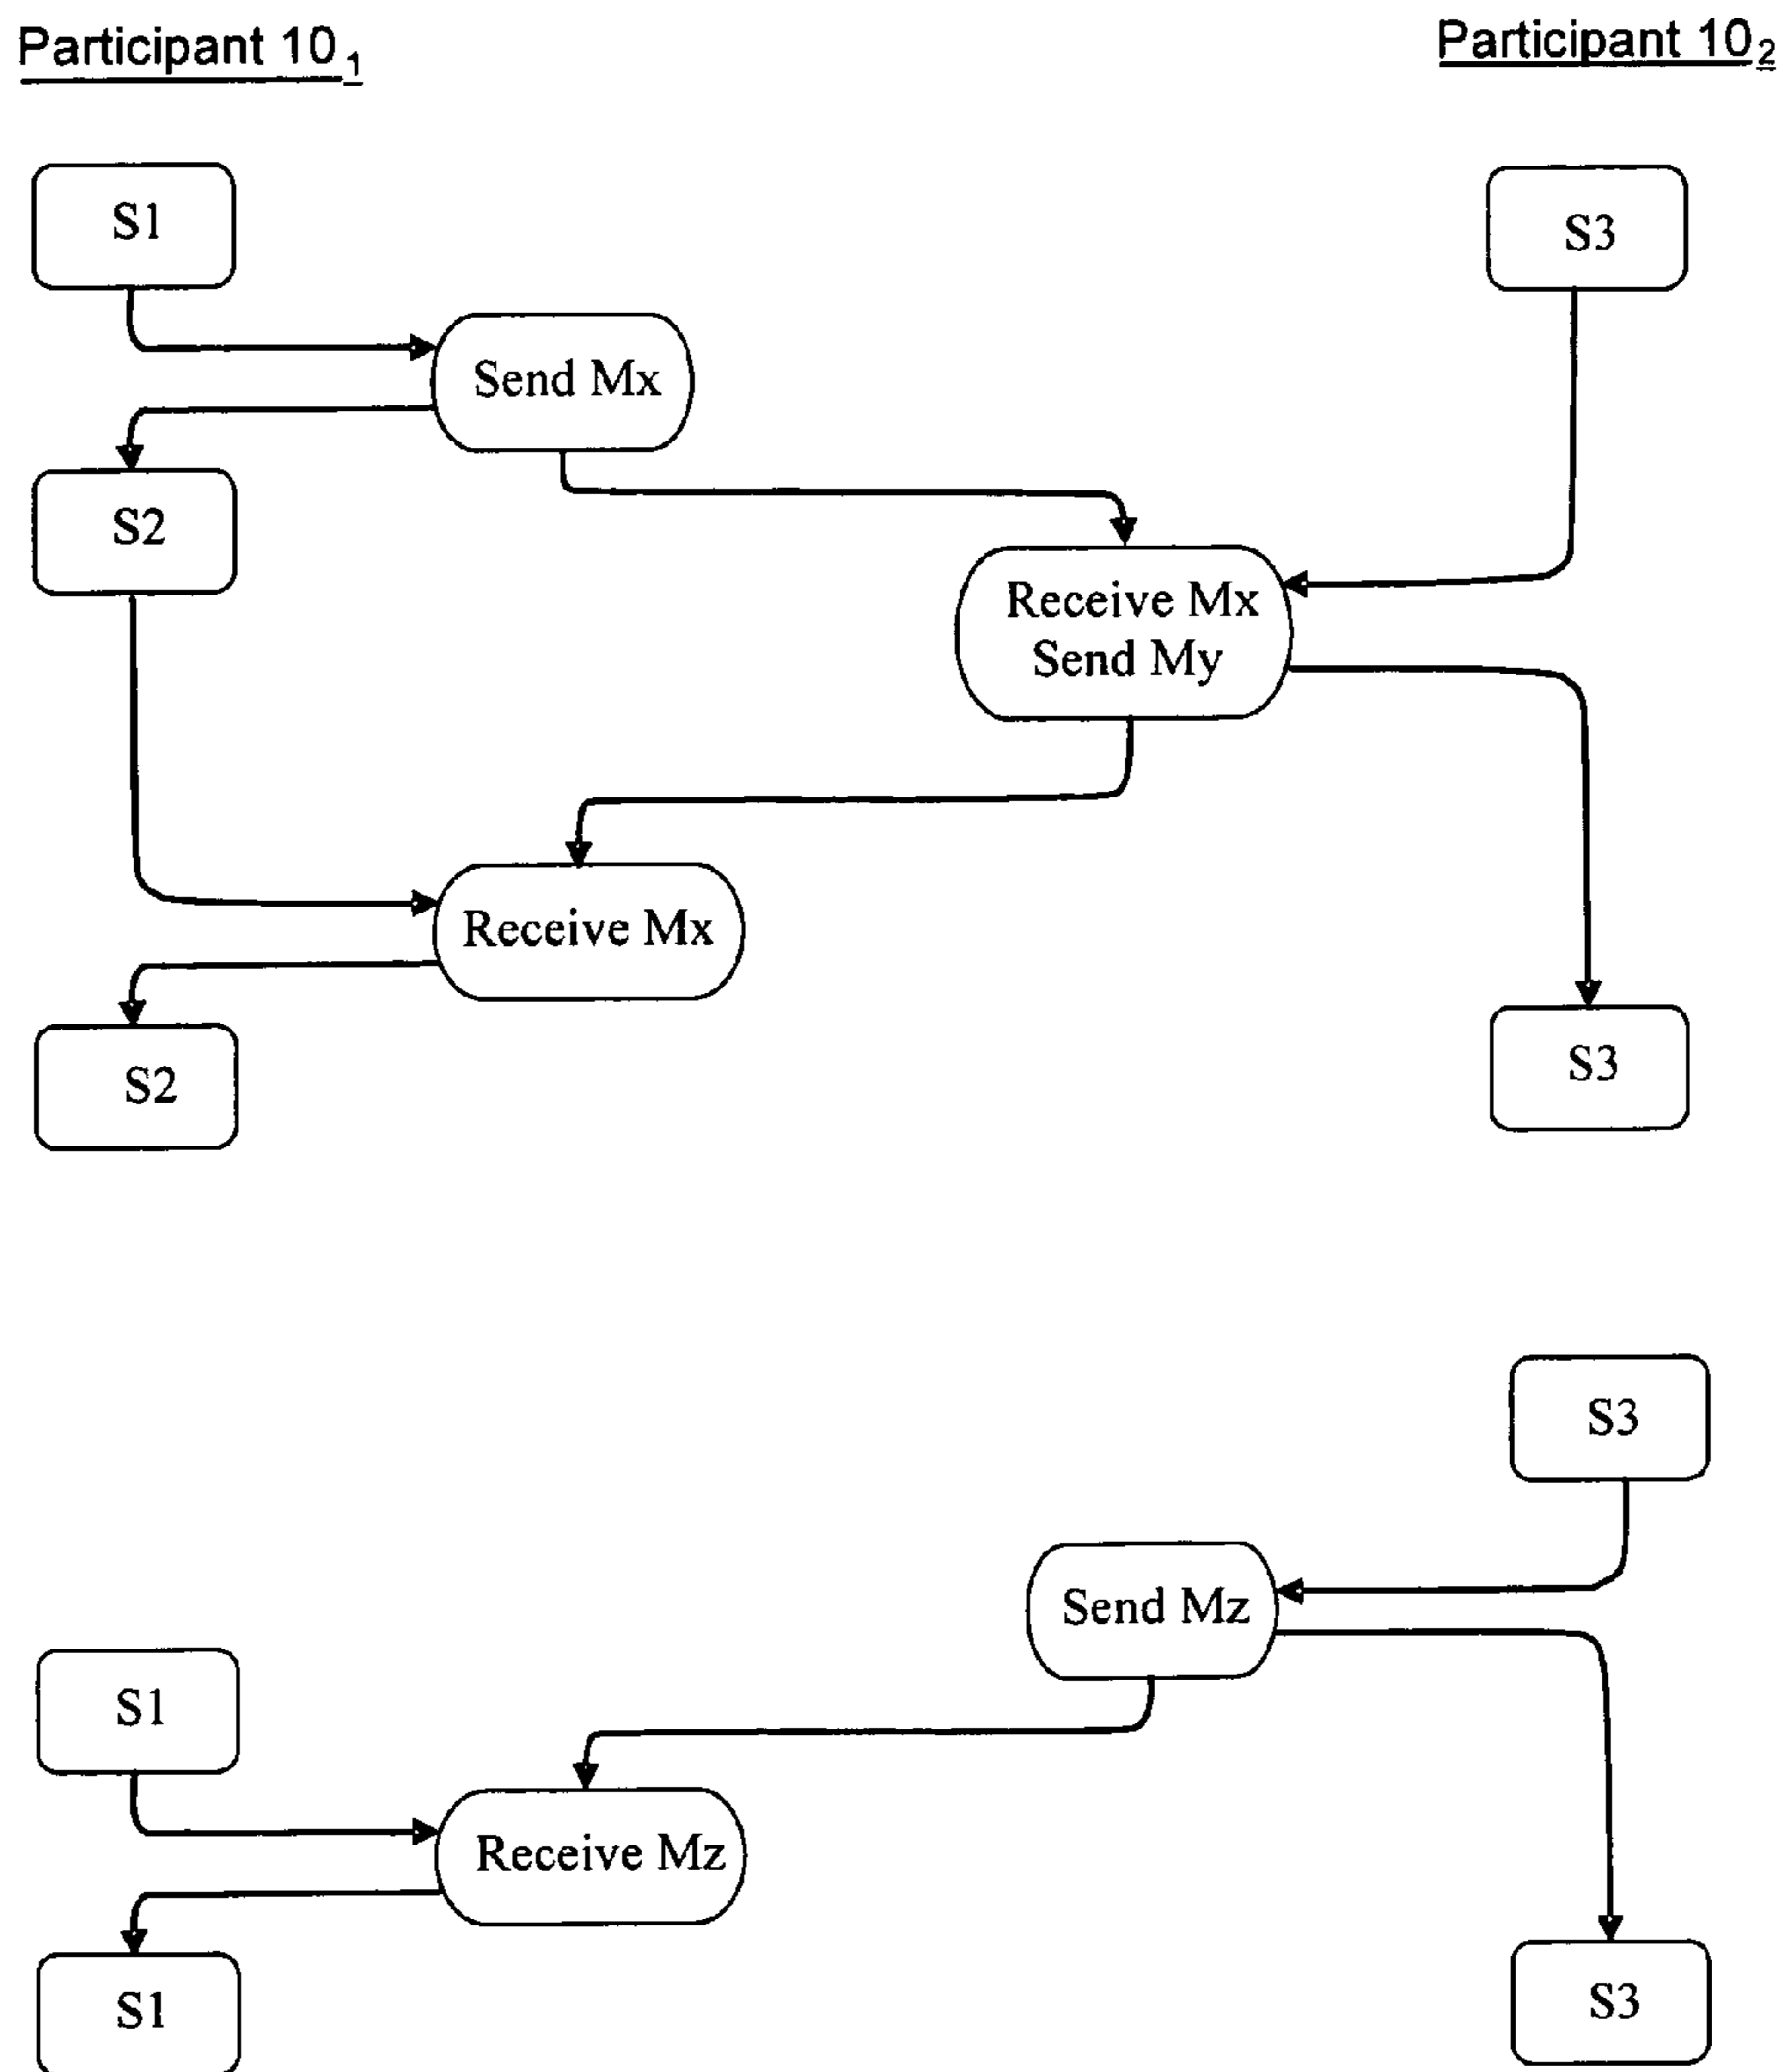 Participant 10₁
Participant 10₂
S1
S3
Send Mx
S2
Receive Mx
Send My
Receive Mx
S2
S3
S3
Send Mz
S1
Receive Mz
S1
S3